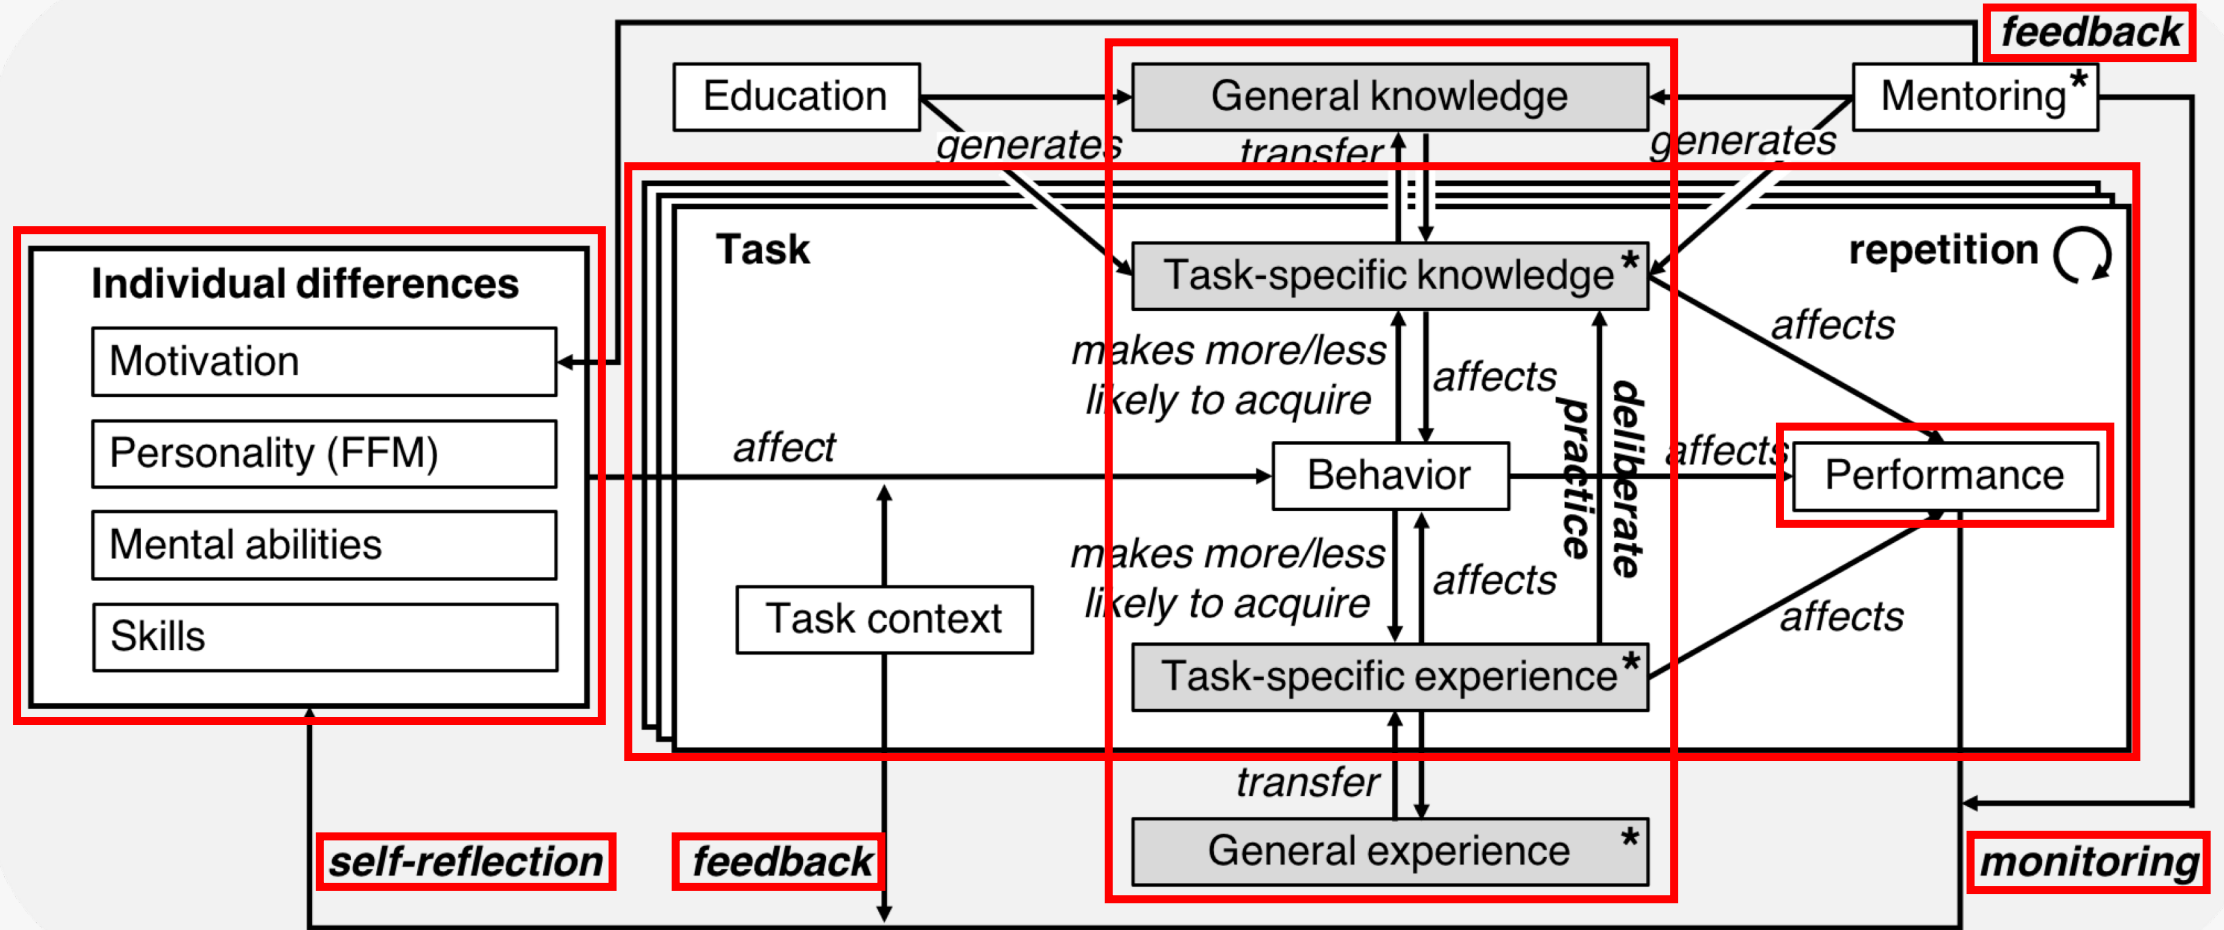 feedback
Education
General knowledge
Mentoring*
generates
transfer
generates
Task
repetition
Task-specific knowledge*
Individual differences
Motivation
Personality (FFM)
Mental abilities
Skills
affect
makes more/less
likely to acquire
affects
deliberate
practice
affects
Behavior
affects
Performance
makes more/less
likely to acquire
affects
affects
Task context
Task-specific experience*
transfer
General experience *
self-reflection
feedback
monitoring